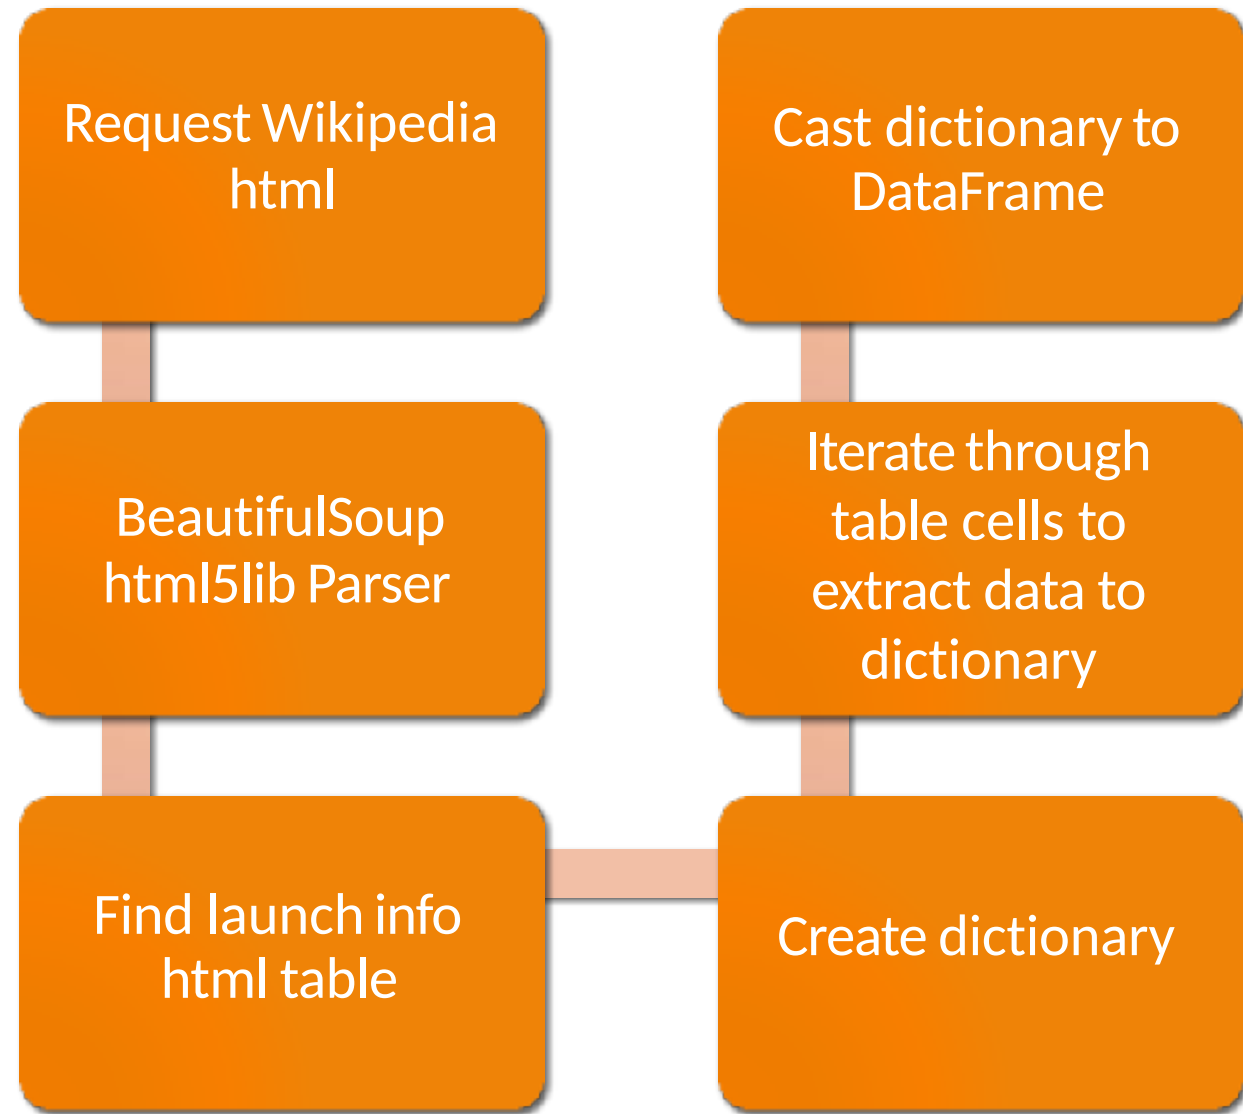 Request Wikipedia
html
BeautifulSoup
html5lib Parser
Find launch info
html table
Create dictionary
Iterate through
table cells to
extract data to
dictionary
Cast dictionary to
DataFrame